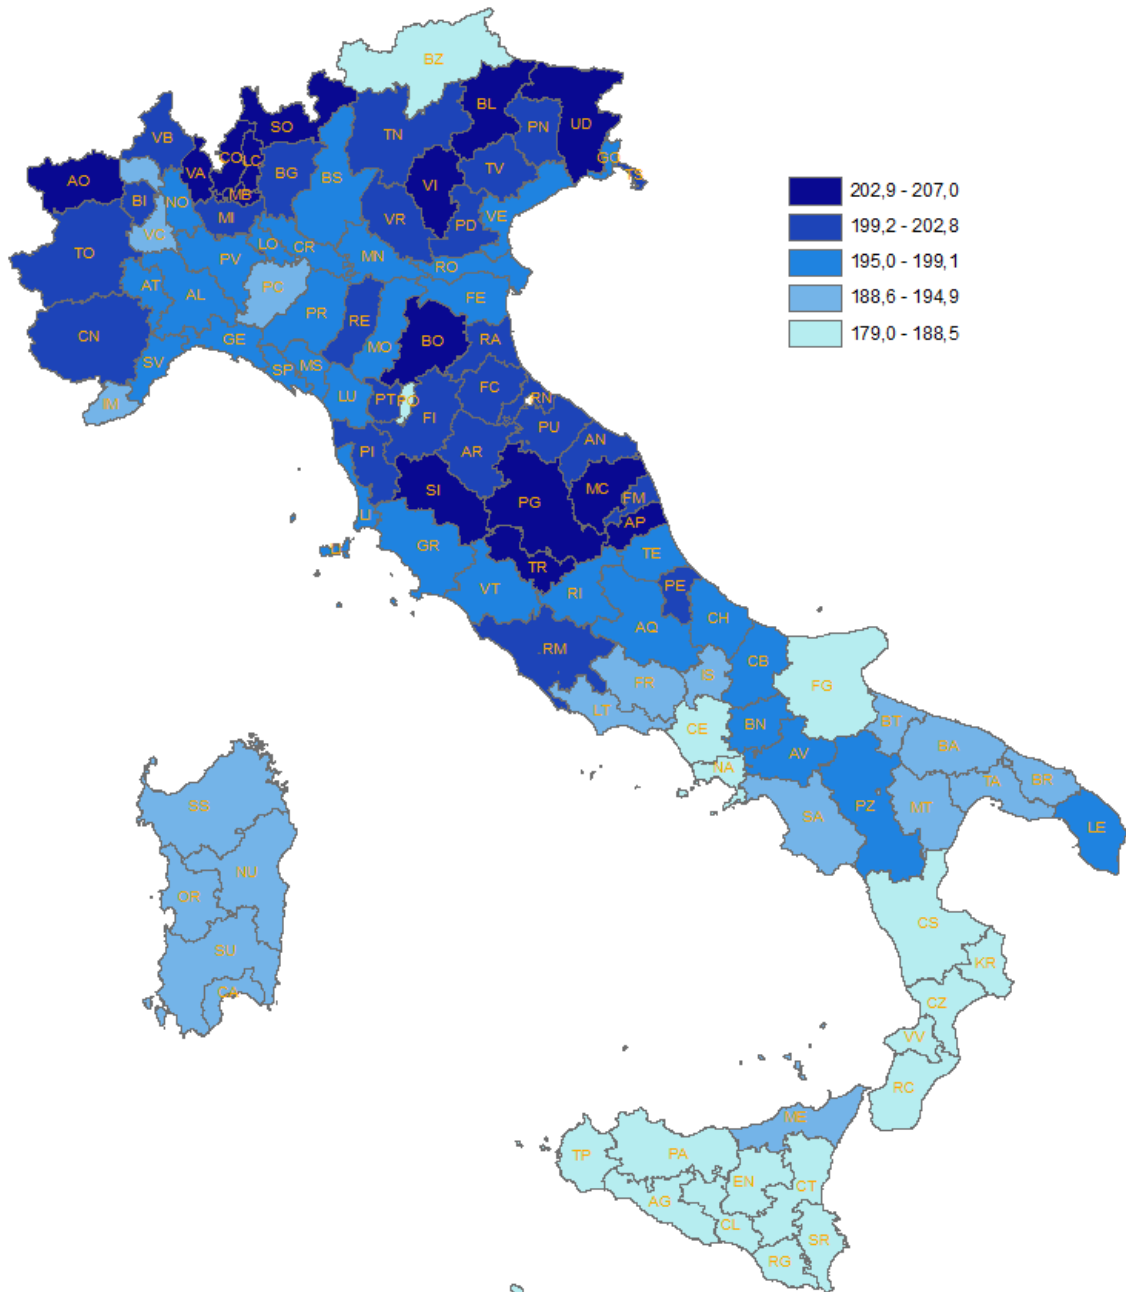 BZ
BL
UD
SO
TN
PN
VB
CO
LC
GO
TS
AO
VA
BG
BS
VI
TV
202,9 - 207,0
BI
NO
MB
MI
VR
PD
VE
199,2 - 202,8
TO
VC
LO
CR
MN
RO
195,0 - 199,1
AT
PV
PC
AL
PR
FE
188,6 - 194,9
CN
GE
RE
MO
BO
RA
179,0 - 188,5
SV
SP
MS
IM
LU
PT
PO
FC
RN
FI
PU
PI
AR
AN
SI
PG
MC
FM
AP
LI
GR
LI
TE
TR
VT
RI
PE
AQ
CH
RM
CB
FR
IS
FG
LT
CE
BN
BT
AV
BA
NA
TA
BR
SS
SA
PZ
MT
LE
NU
OR
SU
CS
CA
KR
CZ
VV
RC
ME
TP
PA
EN
CT
AG
CL
SR
RG